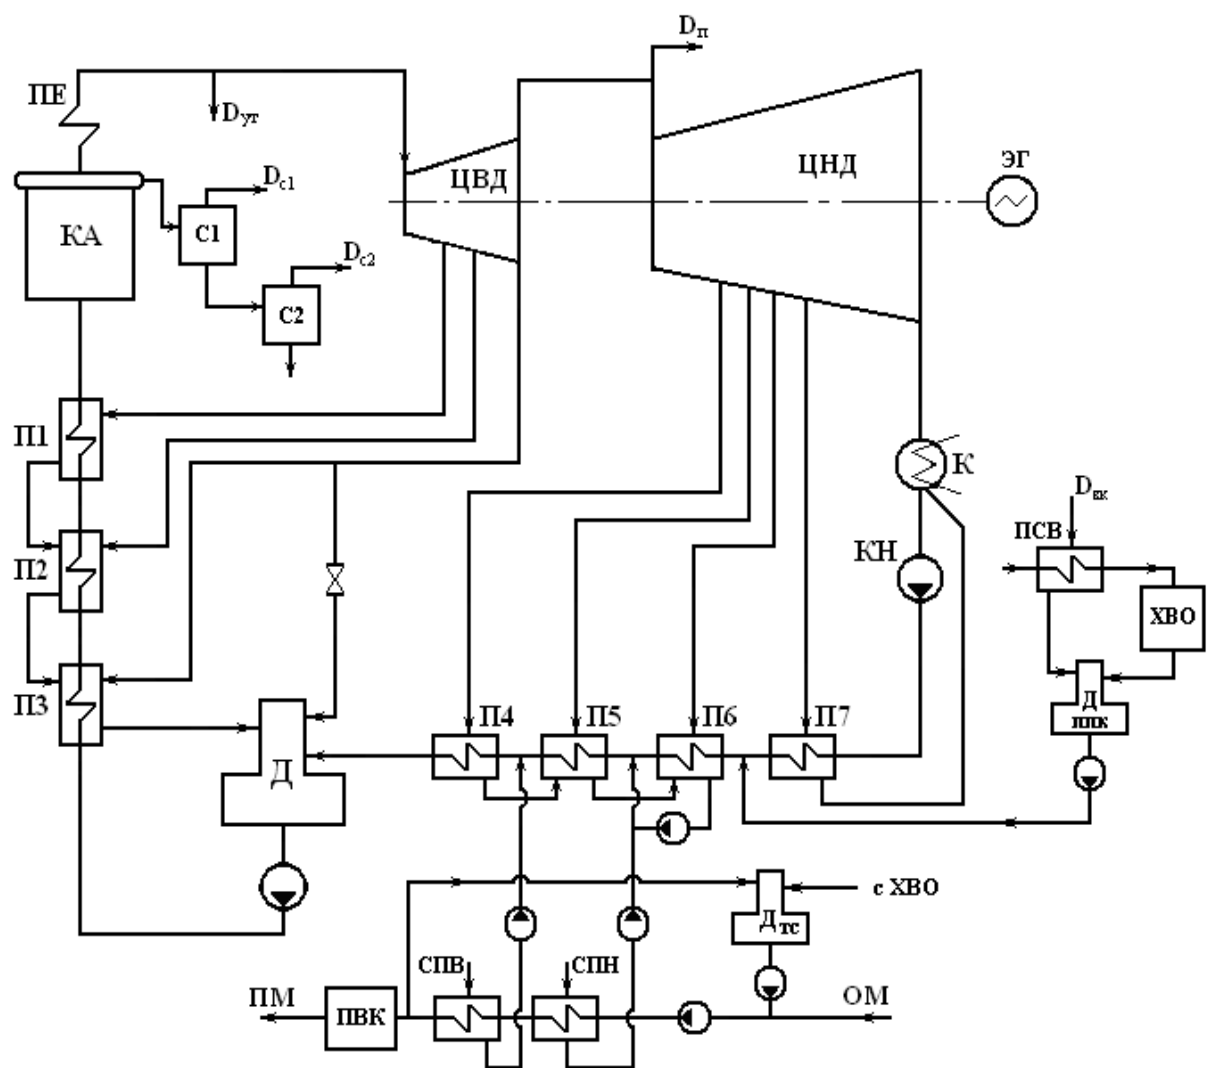 Dп
ПЕ
Dут
ЭГ
ЦВД
ЦНД
Dс1
КА
С1
Dс2
С2
П1
К
Dвк
ПСВ
КН
П2
ХВО
П3
П4
П5
П6
П7
Д
ппк
Д
с ХВО
Дтс
СПВ
СПН
ПМ
ПВК
ОМ